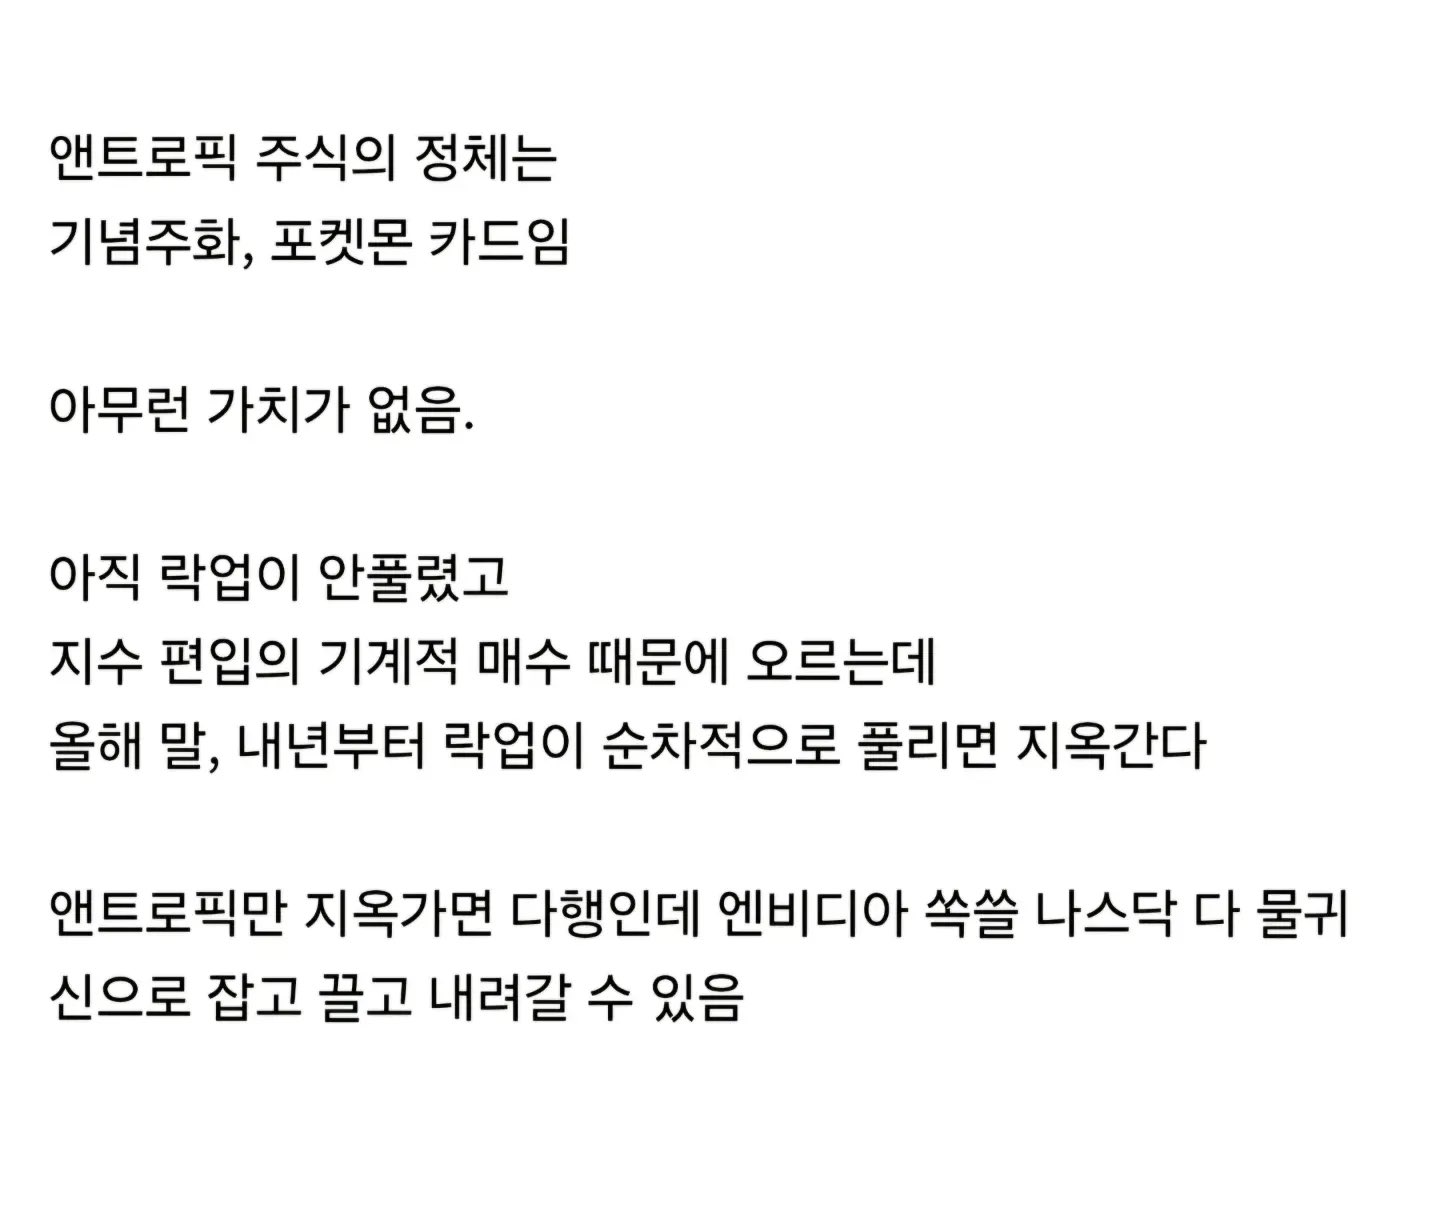 앤트로픽 주식의 정체는
기념주화, 포켓몬 카드임
아무런 가치가 없음.
아직 락업이 안풀렸고
지수 편입의 기계적 매수 때문에 오르는데
올해 말, 내년부터 락업이 순차적으로 풀리면 지옥간다
앤트로픽만 지옥가면 다행인데 엔비디아 쏙쓸 나스닥 다 물귀
신으로 잡고 끌고 내려갈 수 있음